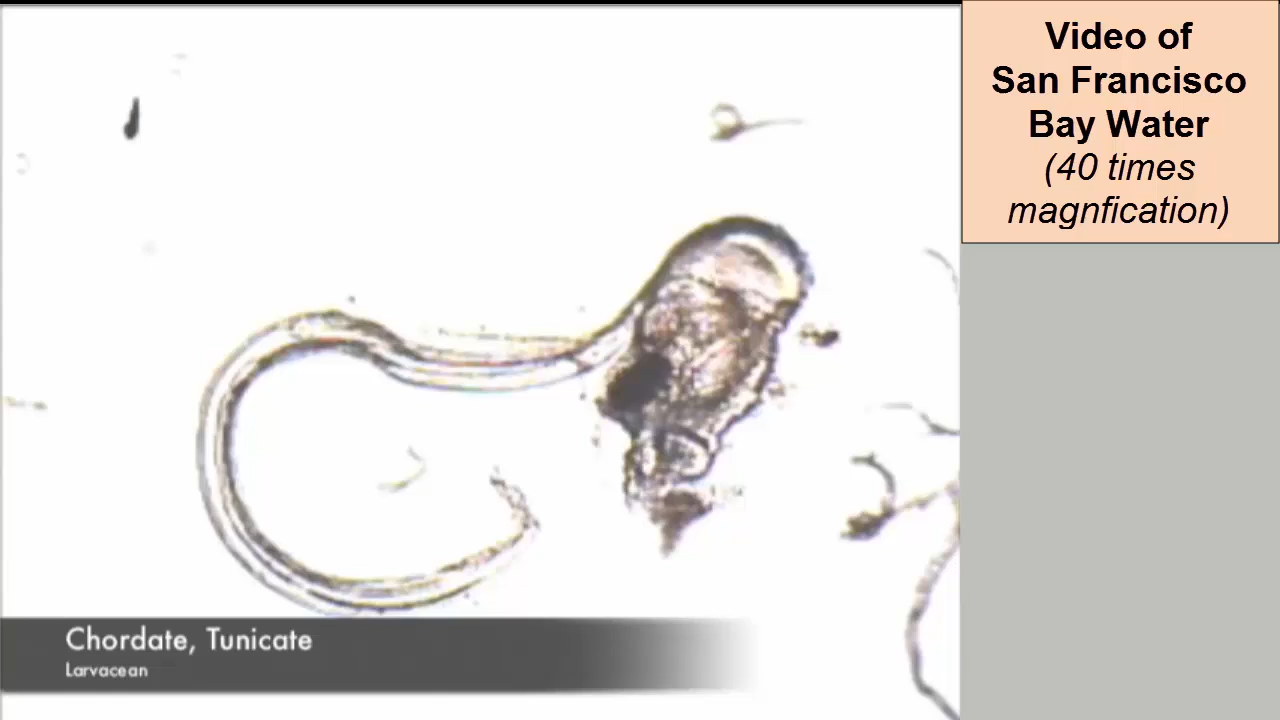 Video of
San Francisco
Bay Water
(40 times
magnfication)
Chordate, Tunicate
Larvacean